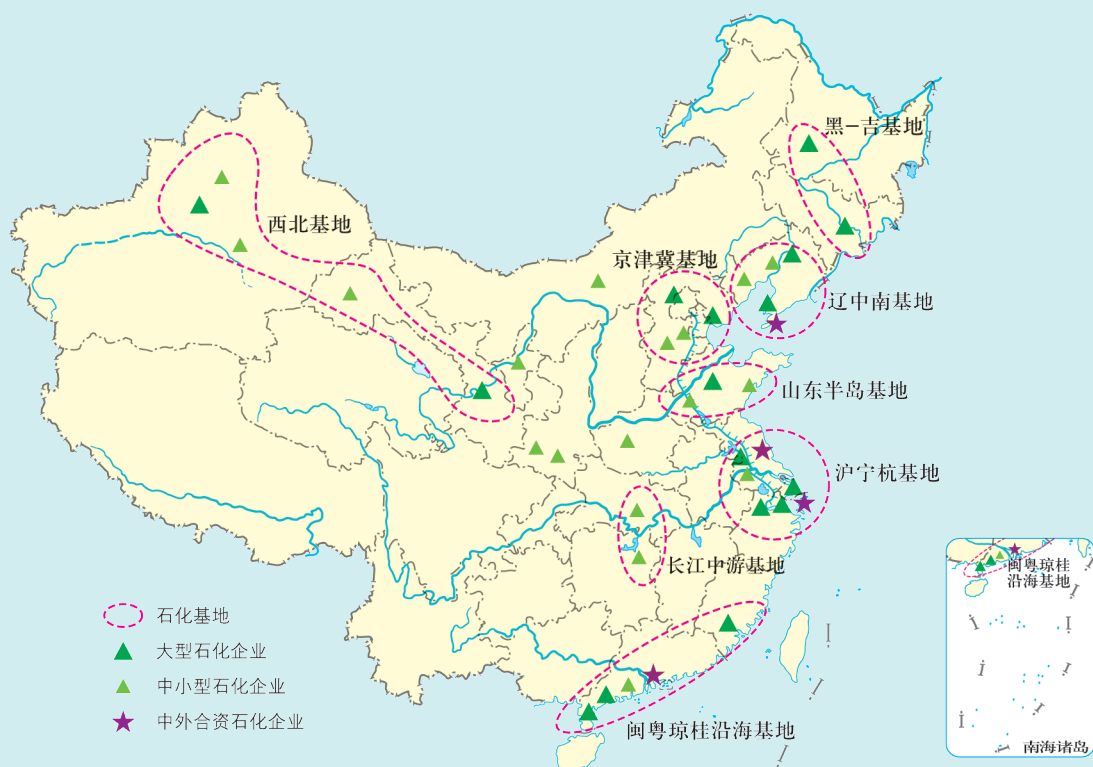 黑−吉基地
西北基地
京津冀基地
辽中南基地
山东半岛基地
沪宁杭基地
长江中游基地
闽粤琼桂沿海基地
石化基地
大型石化企业
中小型石化企业
中外合资石化企业
闽粤琼桂
沿海基地
南海诸岛